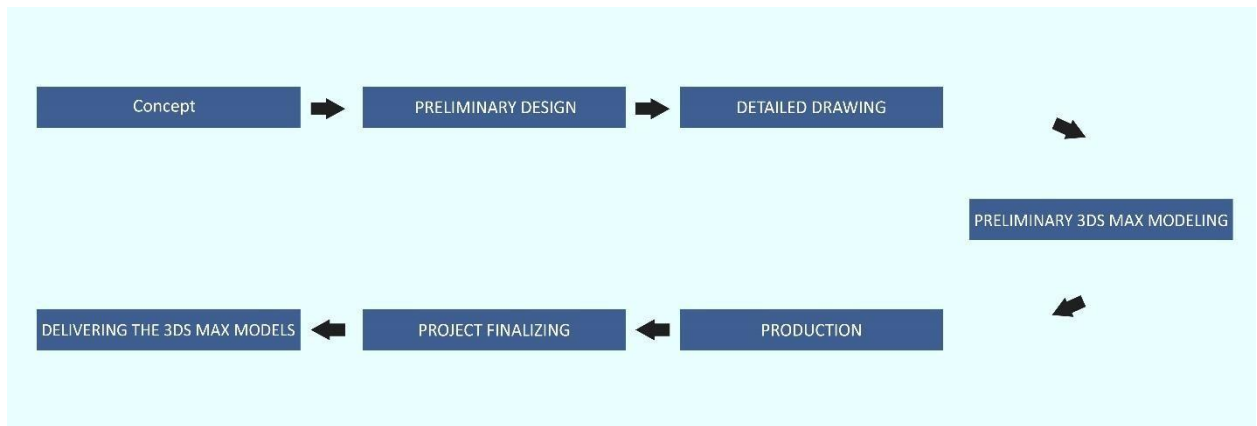 Concept
PRELIMINARY DESIGN
DETAILED DRAWING
PRELIMINARY 3DS MAX MODELING
PRODUCTION
PROJECT FINALIZING
DELIVERING THE 3DS MAX MODELS